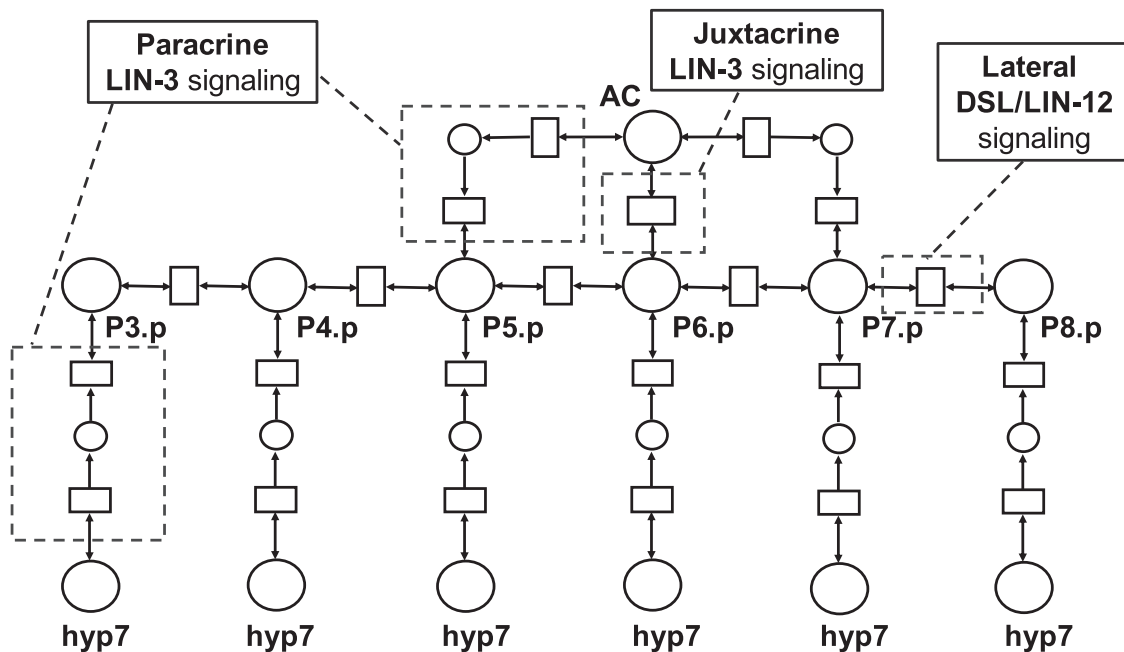 Paracrine
LIN-3 signaling
Juxtacrine
LIN-3 signaling
Lateral
DSL/LIN-12
signaling
AC
P3.p
P4.p
P5.p
P6.p
P7.p
P8.p
hyp7
hyp7
hyp7
hyp7
hyp7
hyp7